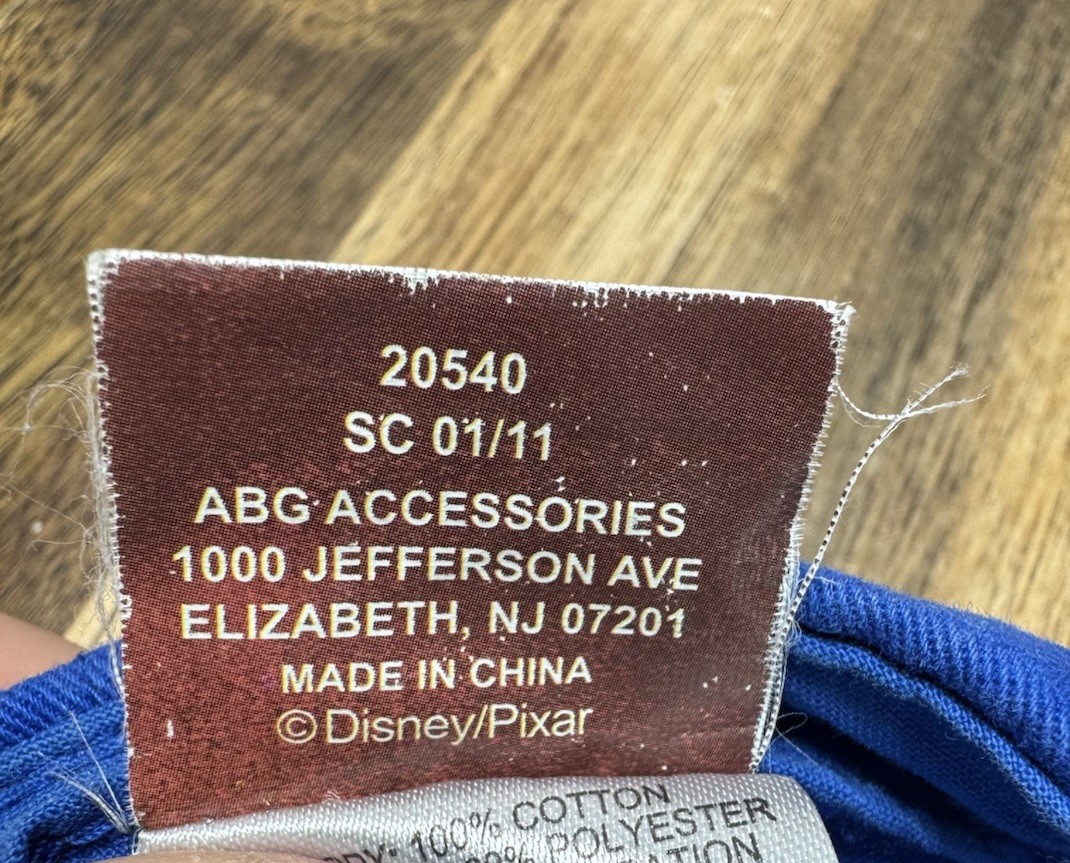 20540
SC 01/11
ABG ACCESSORIES
1000 JEFFERSON AVE
ELIZABETH, NJ 07201
MADE IN CHINA
©Disney/Pixar
100% COTTON
POLYESTER